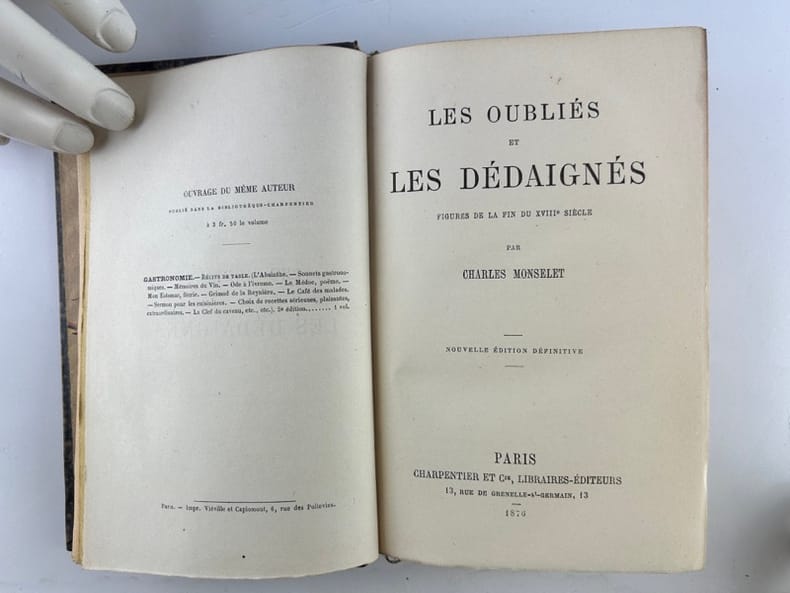 OUVRAGE DU MÊME AUTEUR
PUBLIÉ DANS LA BIBLIOTHÈQUE-CHARPENTIER
à 3 fr. 50 le volume
GASTRONOMIE. — RÉCITS DE TABLE. (L'Absinthe. — Sonnets gastrono-
miques. — Mémoires du Vin. — Ode à l'ivresse. — Le Médoc, poème. —
Mon Estomac, féerie. — Grimod de la Reynière. — Le Café des malades.
— Sermon pour les cuisinières. — Choix de recettes sérieuses, plaisantes,
extraordinaires. — La Clef du caveau, etc., etc.). 2e édition....... 1 vol.
Paris. — Impr. Viéville et Capiomont, 6, rue des Poitevins.
LES OUBLIÉS
ET
LES DÉDAIGNÉS
FIGURES DE LA FIN DU XVIIIe SIÈCLE
PAR
CHARLES MONSELET
NOUVELLE ÉDITION DÉFINITIVE
PARIS
CHARPENTIER ET Cie, LIBRAIRES-ÉDITEURS
13, RUE DE GRENELLE-St-GERMAIN, 13
1876